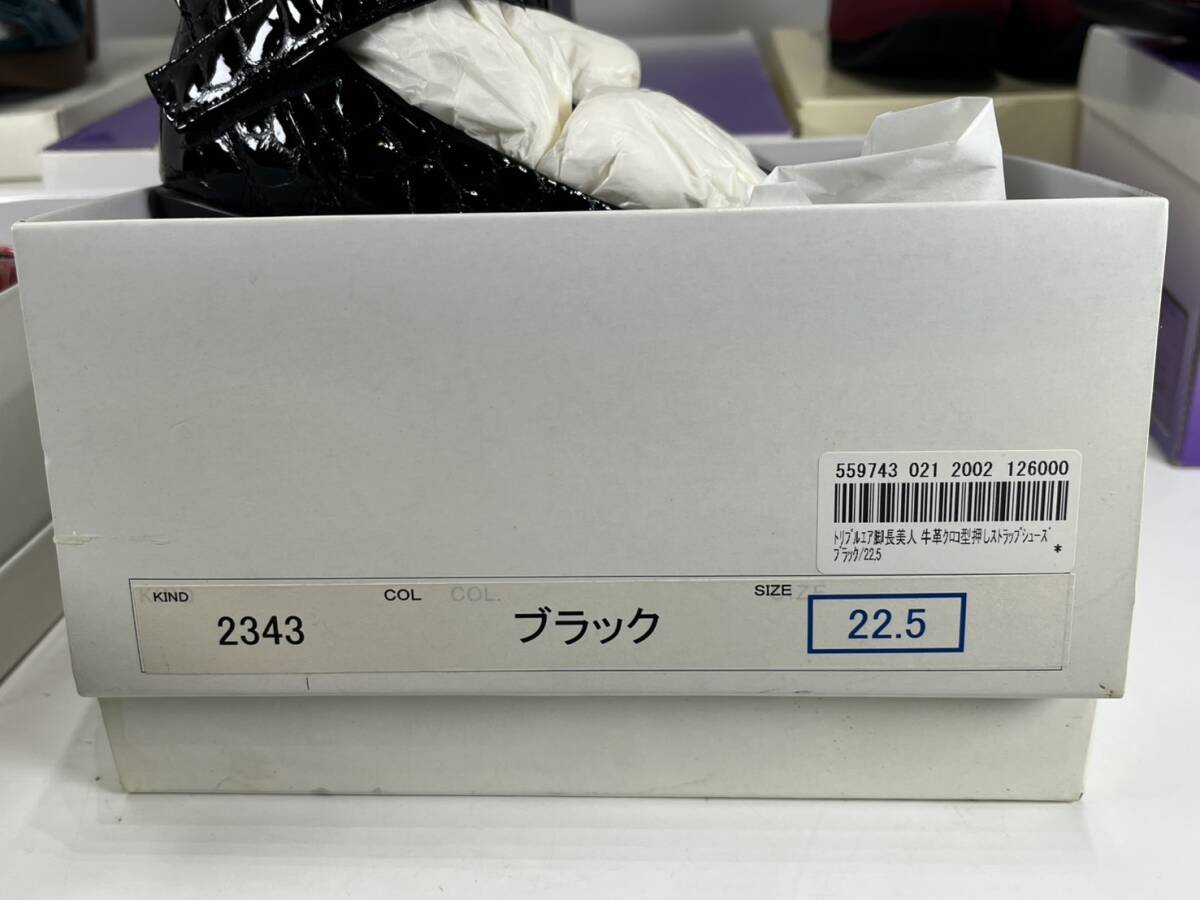 559743 021 2002 126000
ﾄﾘﾌﾟﾙエア脚長美人 牛革ｸﾛｺ型押しｽﾄﾗｯﾌﾟｼｭｰｽﾞ
ﾌﾞﾗｯｸ/22.5 *
KIND COL COL. SIZE
2343 ブラック 22.5